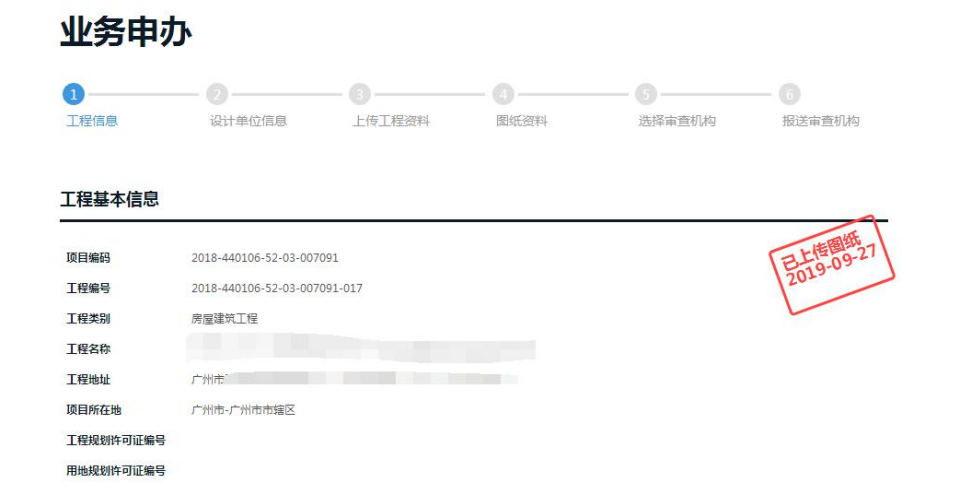 业务申办
1 2 3 4 5 6
工程信息 设计单位信息 上传工程资料 图纸资料 选择审查机构 报送审查机构
工程基本信息
已上传图纸
2019-09-27
项目编码 2018-440106-52-03-007091
工程编号 2018-440106-52-03-007091-017
工程类别 房屋建筑工程
工程名称
工程地址 广州市
项目所在地 广州市-广州市市辖区
工程规划许可证编号
用地规划许可证编号